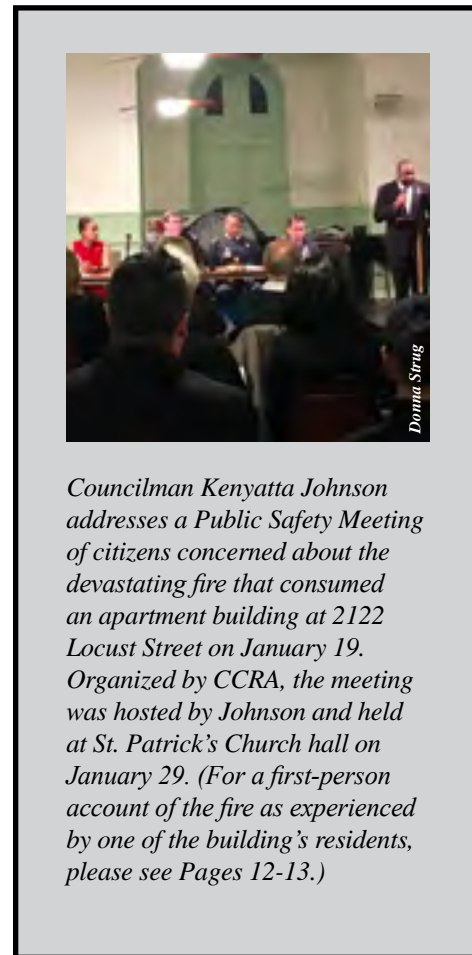 Donna Strug
Councilman Kenyatta Johnson
addresses a Public Safety Meeting
of citizens concerned about the
devastating fire that consumed
an apartment building at 2122
Locust Street on January 19.
Organized by CCRA, the meeting
was hosted by Johnson and held
at St. Patrick's Church hall on
January 29. (For a first-person
account of the fire as experienced
by one of the building's residents,
please see Pages 12-13.)